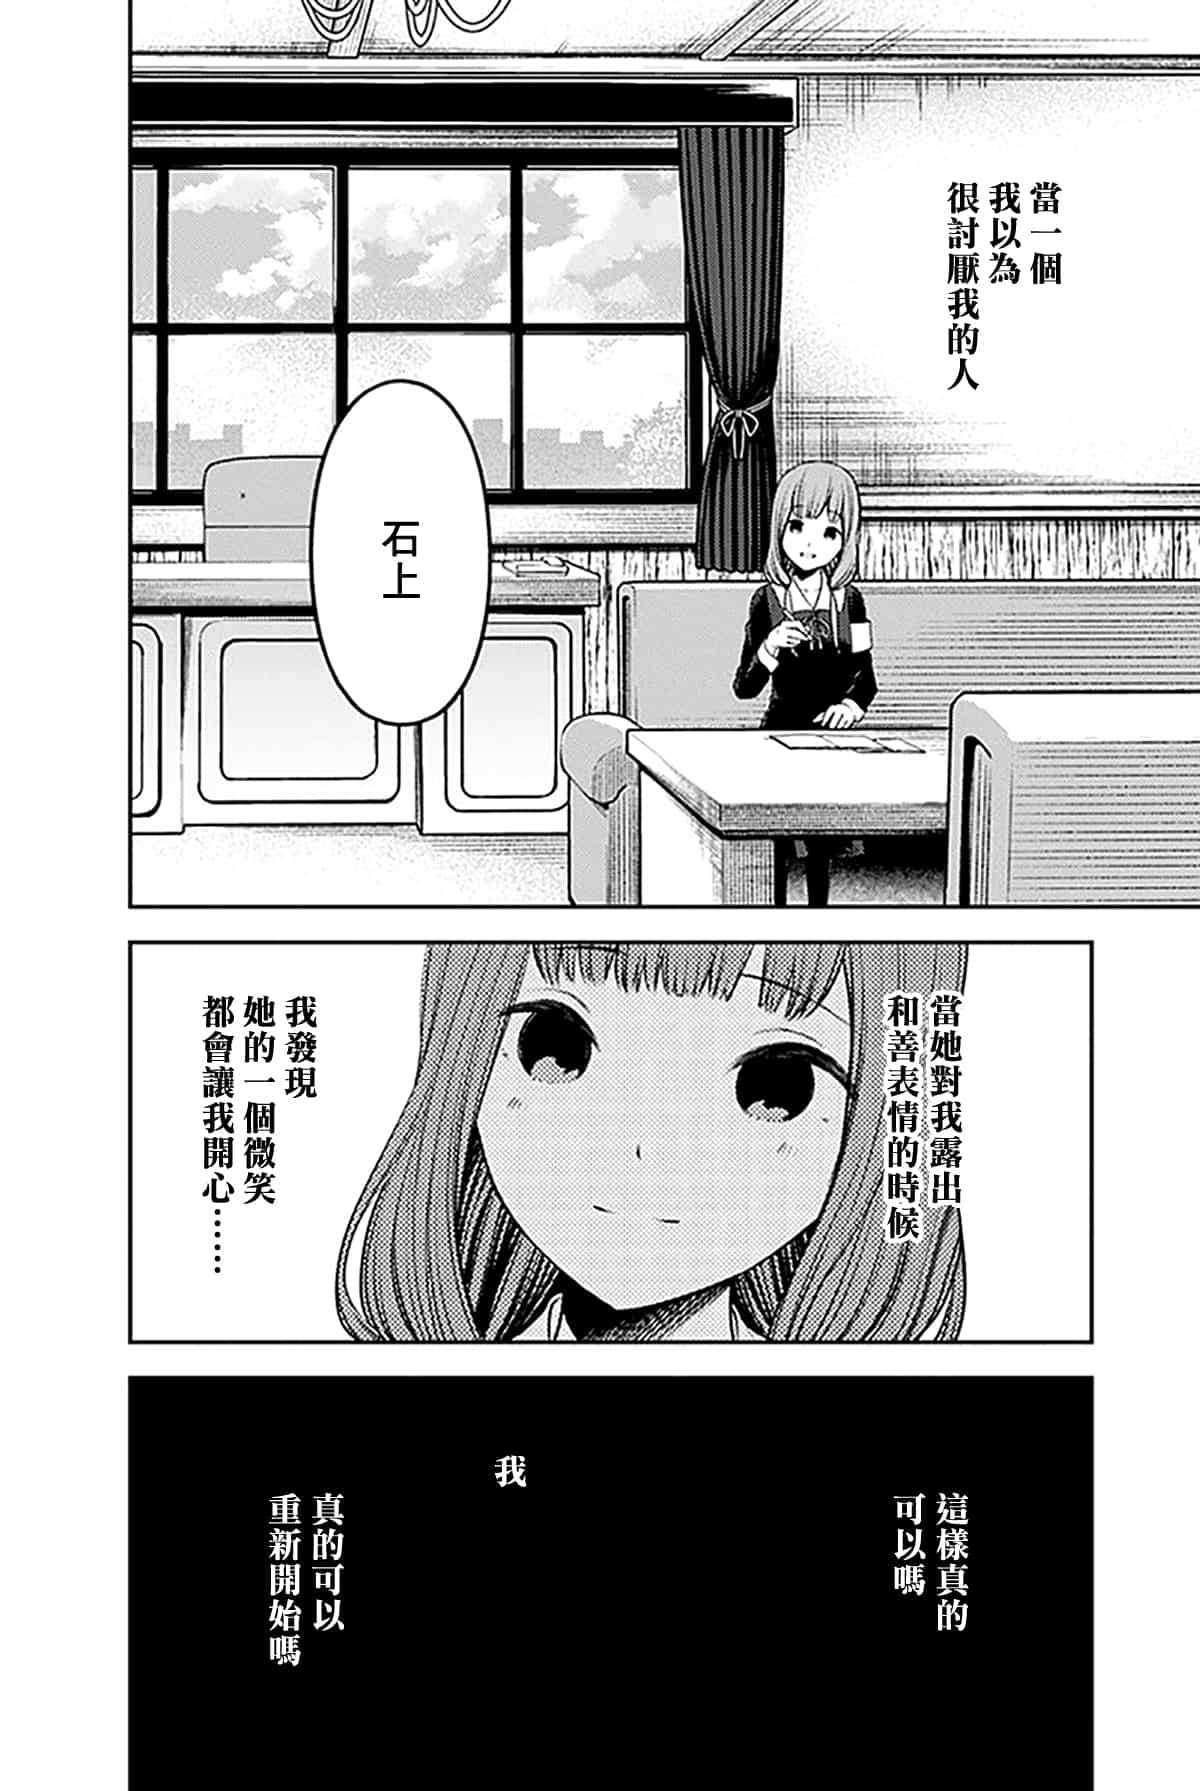 當一個
我以為
很討厭我的人
石上
當她對我露出
和善表情的時候
我發現
她的一個微笑
都會讓我開心……
這樣真的
可以嗎
我
真的可以
重新開始嗎